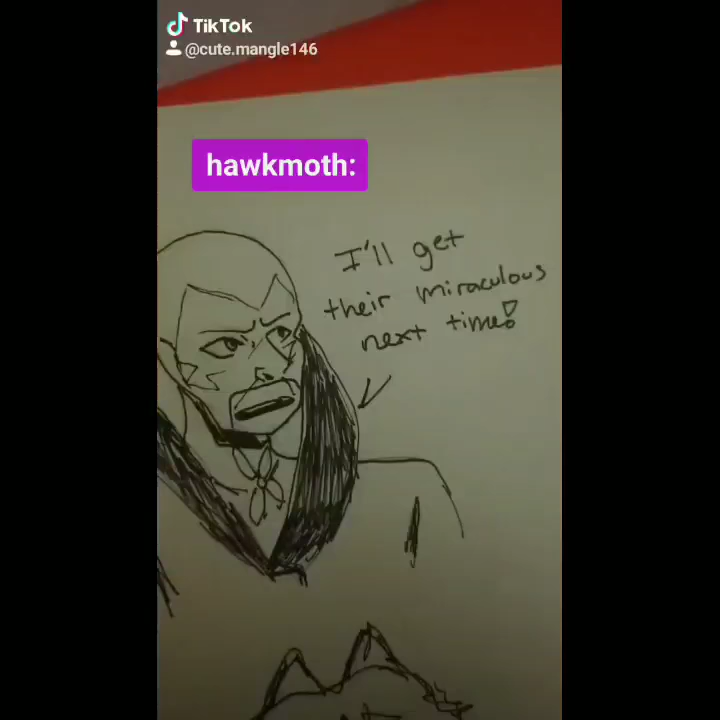 TikTok
@cute.mangle146
hawkmoth:
I'll get
their miraculous
next time!